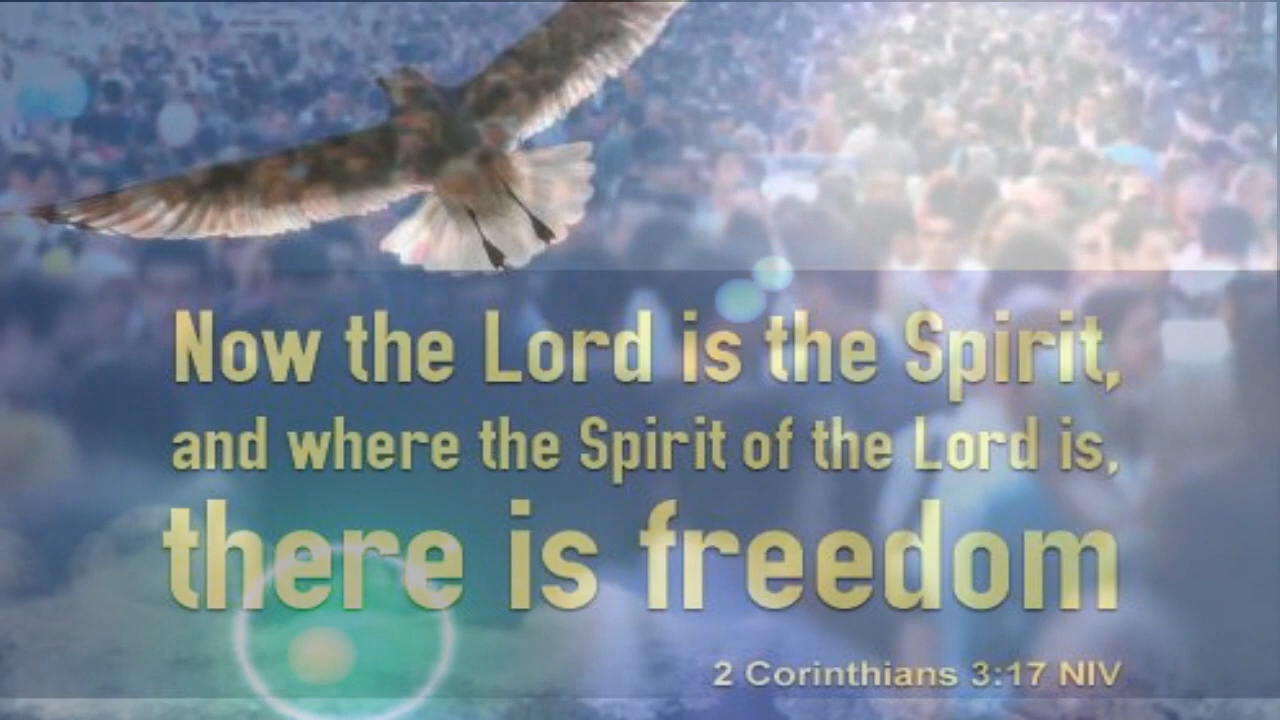 Now the Lord is the Spirit,
and where the Spirit of the Lord is,
there is freedom
2 Corinthians 3:17 NIV